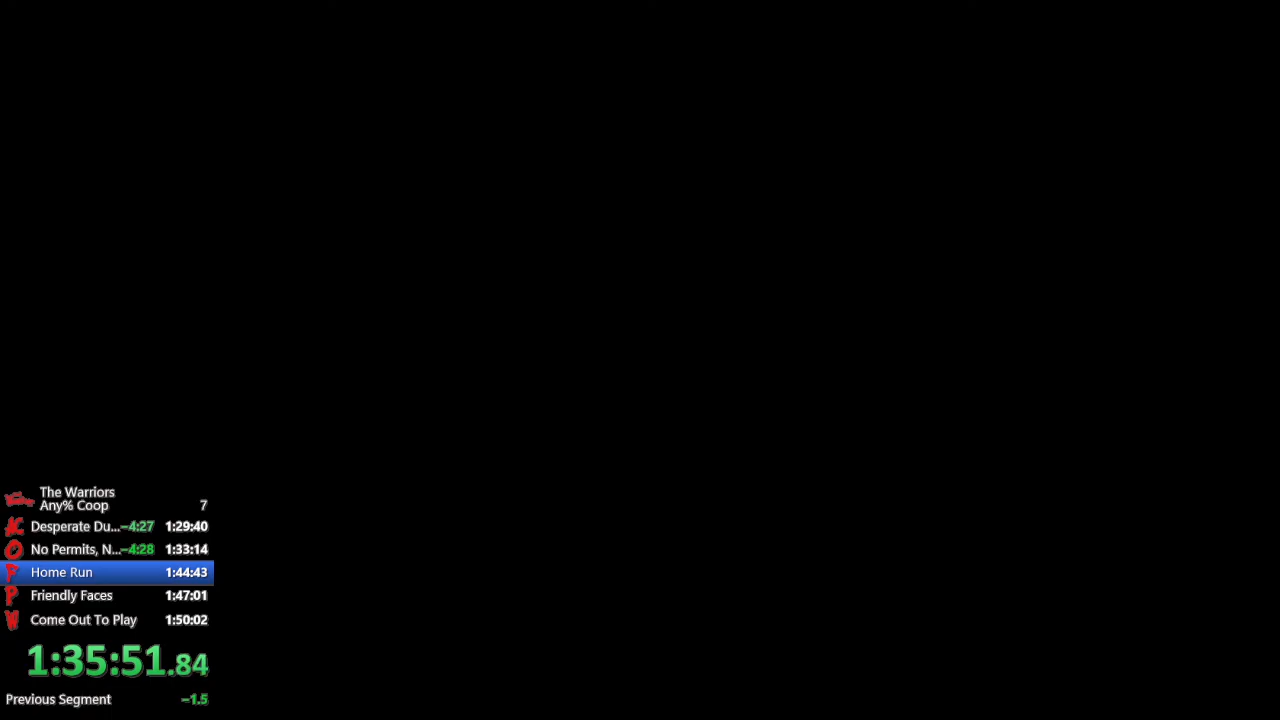 The Warriors
Any% Coop 7
Desperate Du... −4:27 1:29:40
No Permits, N... −4:28 1:33:14
Home Run 1:44:43
Friendly Faces 1:47:01
Come Out To Play 1:50:02
1:35:51.84
Previous Segment −1.5